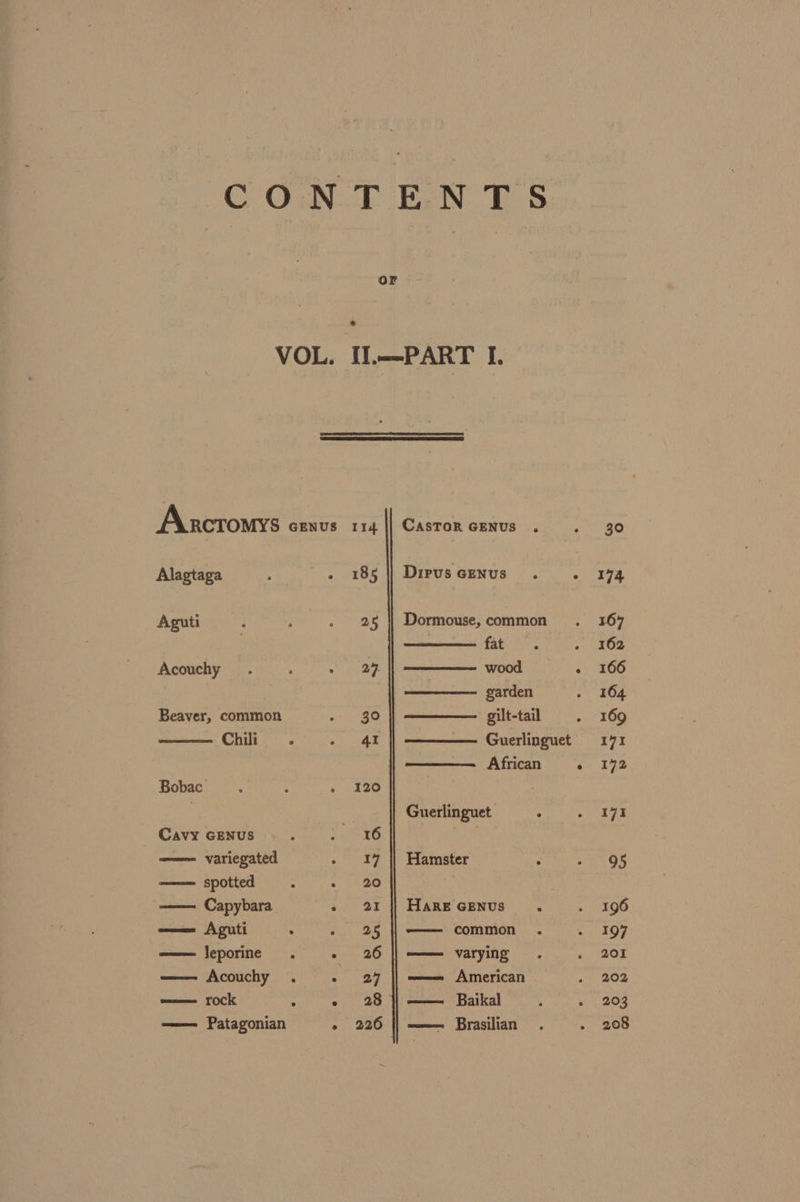 CONTENTS
OF
VOL. II.—PART I.
ARCTOMYS GENUS 114
Alagtaga . . 185
Aguti . . . 25
Acouchy . . . 27
Beaver, common . 30
—— Chili . . 41
Bobac . . . 120
CAVY GENUS . . 16
—— variegated . 17
—— spotted . . 20
—— Capybara . 21
—— Aguti . . 25
—— leporine . . 26
—— Acouchy . . 27
—— rock . . 28
—— Patagonian . 226
CASTOR GENUS . . 30
DIPUS GENUS . . 174
Dormouse, common . 167
—— fat . . 162
—— wood . 166
—— garden . 164
—— gilt-tail . 169
—— Guerlinguet 171
—— African . 172
Guerlinguet . . 171
Hamster . . 95
HARE GENUS . . 196
—— common . . 197
—— varying . . 201
—— American . 202
—— Baikal . . 203
—— Brasilian . . 208